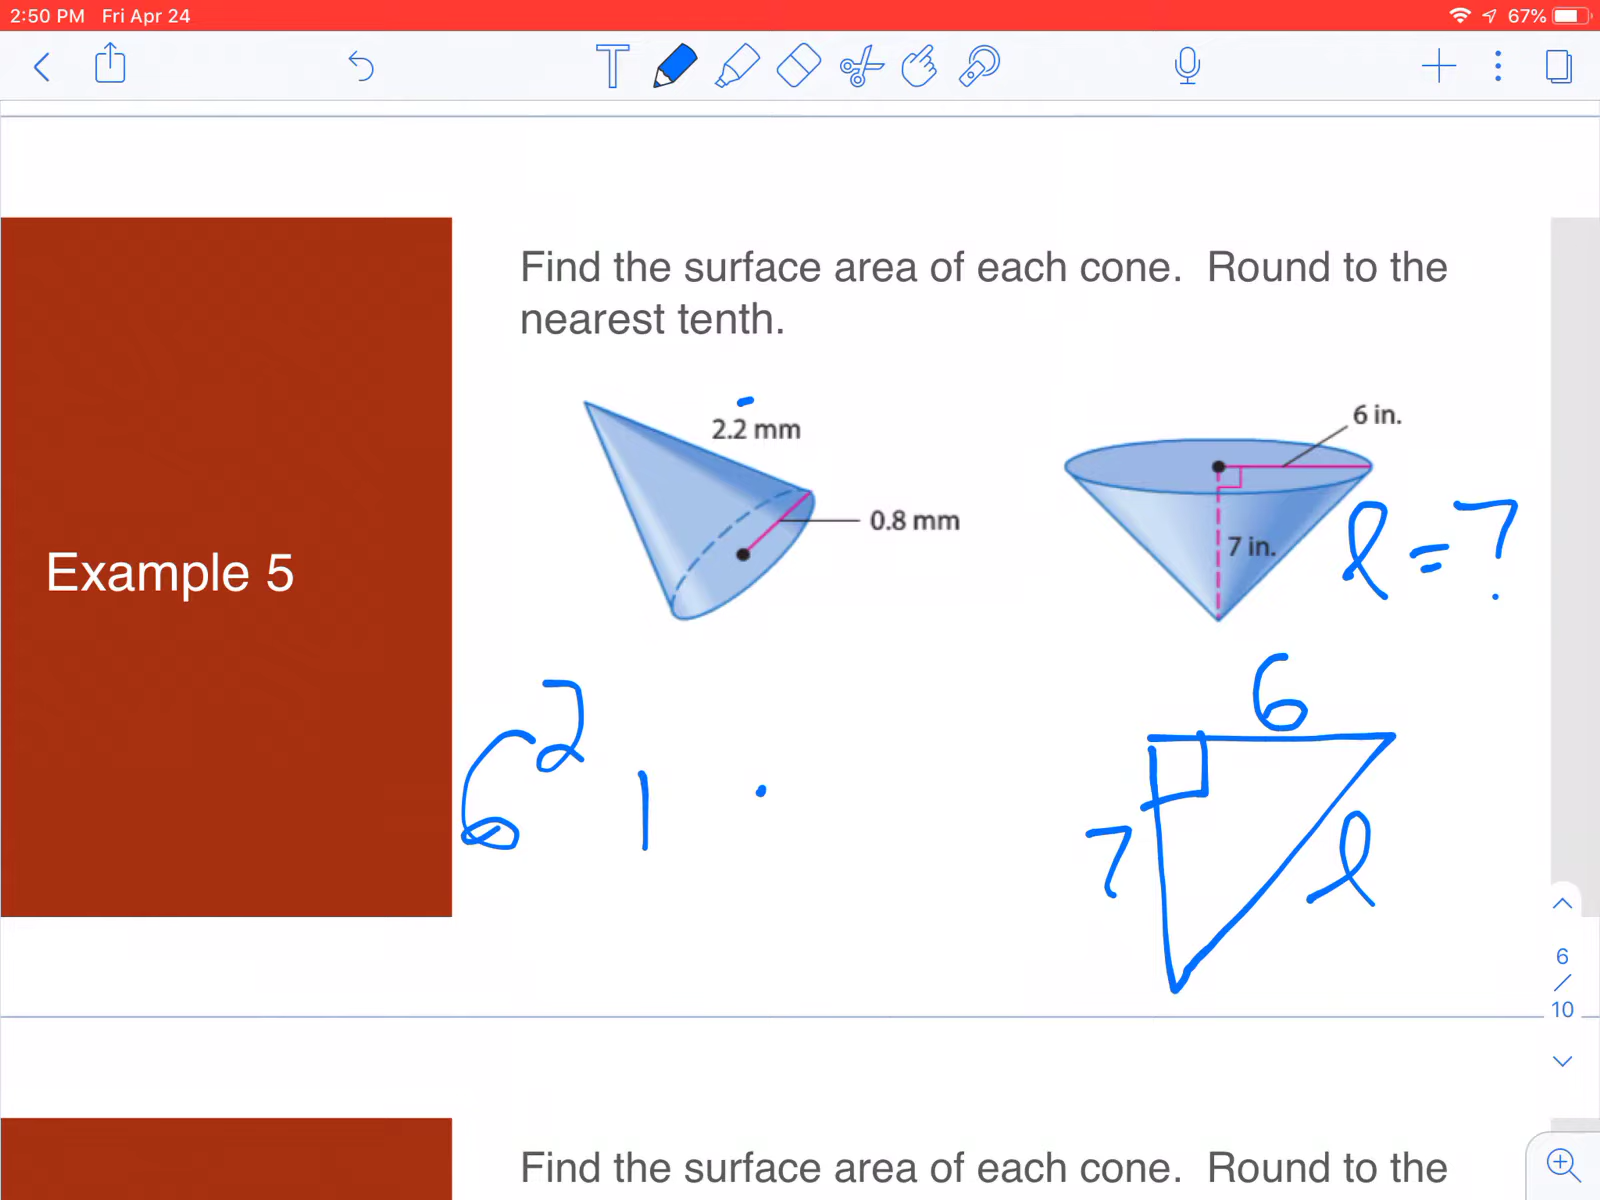 2:50 PM Fri Apr 24
67%
T
Find the surface area of each cone. Round to the
nearest tenth.
Example 5
2.2 mm
0.8 mm
6 in.
7 in.
ℓ = ?
6
7
ℓ
6² 1 .
6
/
10
Find the surface area of each cone. Round to the